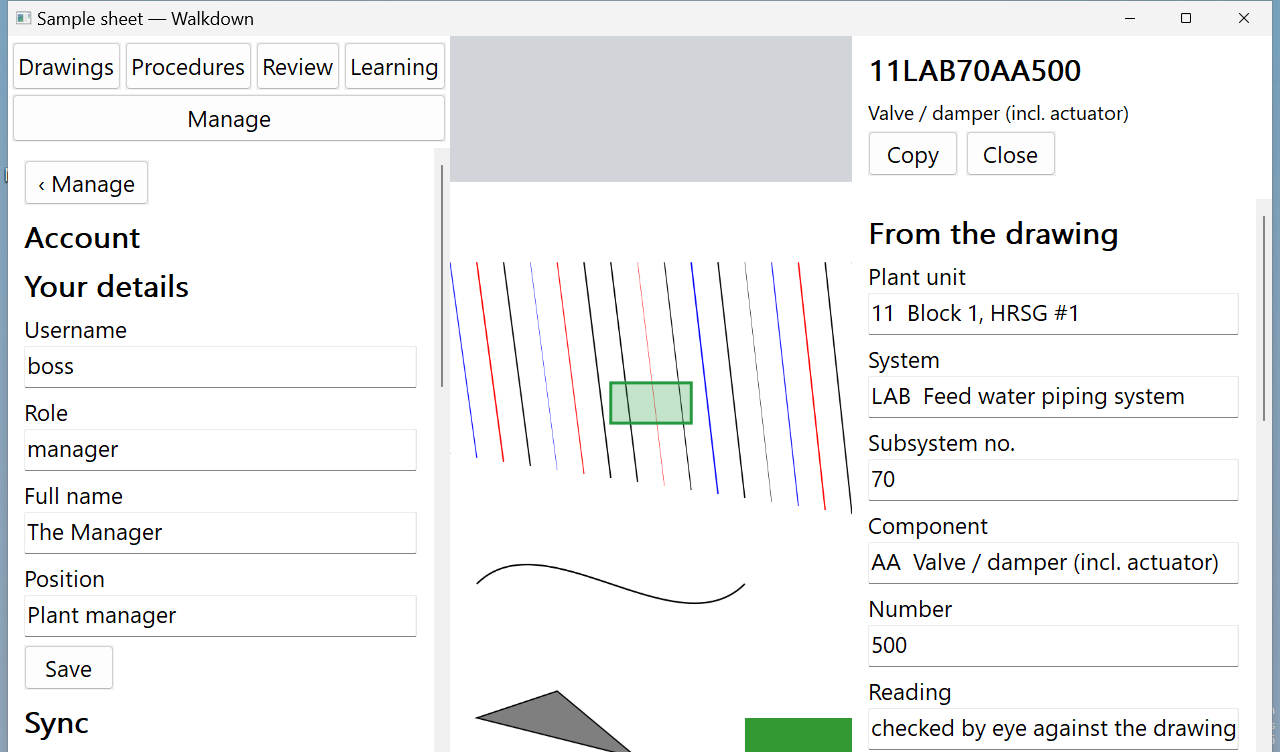 Sample sheet — Walkdown
Drawings
Procedures
Review
Learning
Manage
‹ Manage
Account
Your details
Username
boss
Role
manager
Full name
The Manager
Position
Plant manager
Save
Sync
11LAB70AA500
Valve / damper (incl. actuator)
Copy
Close
From the drawing
Plant unit
11  Block 1, HRSG #1
System
LAB  Feed water piping system
Subsystem no.
70
Component
AA  Valve / damper (incl. actuator)
Number
500
Reading
checked by eye against the drawing